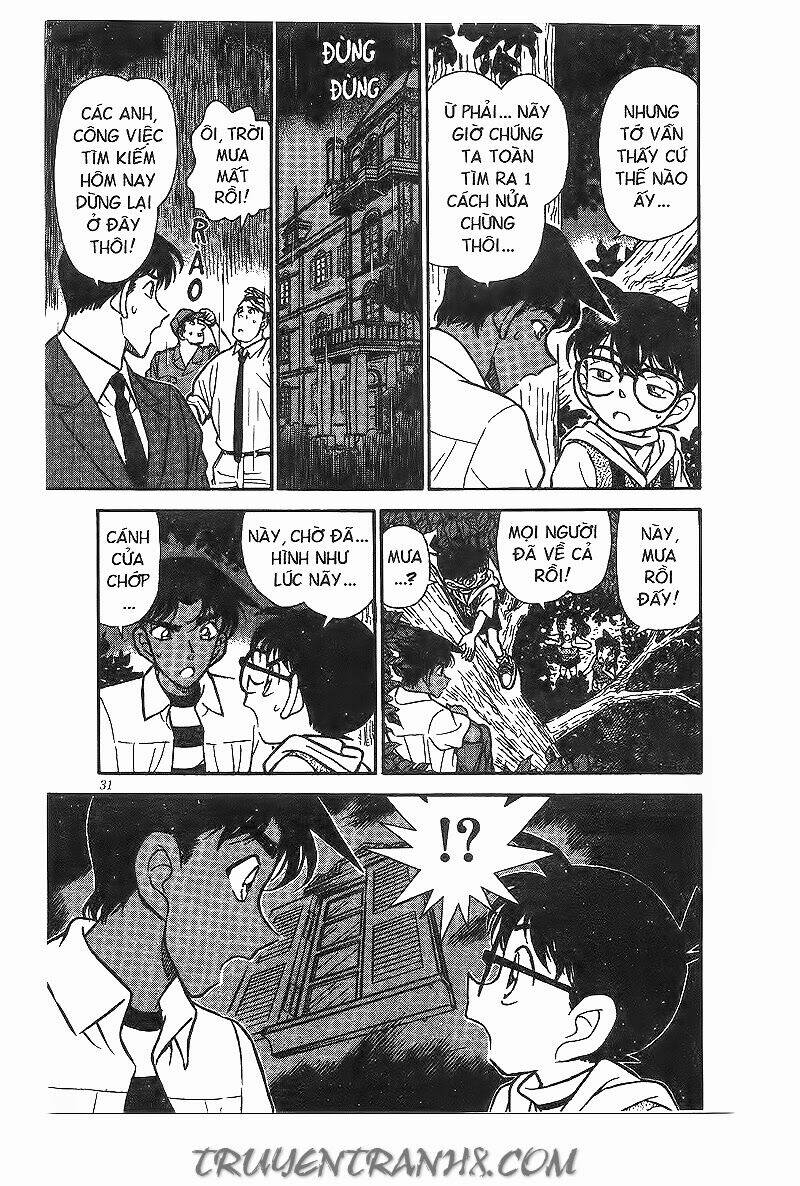 NHƯNG
TỚ VẪN
THẤY CỨ
THẾ NÀO
ẤY...
Ừ PHẢI... NÃY
GIỜ CHÚNG
TA TOÀN
TÌM RA 1
CÁCH NỬA
CHỪNG
THÔI...
ĐÙNG
ĐÙNG
ÔI, TRỜI
MƯA
MẤT
RỒI!
RÀO
CÁC ANH,
CÔNG VIỆC
TÌM KIẾM
HÔM NAY
DỪNG LẠI
Ở ĐÂY
THÔI!
NÀY,
MƯA
RỒI
ĐẤY!
MỌI NGƯỜI
ĐÃ VỀ CẢ
RỒI!
MƯA
...?
NÀY, CHỜ ĐÃ...
HÌNH NHƯ
LÚC NÃY...
CÁNH
CỬA
CHỚP
...
31
!?
TRUYENTRANH8.COM